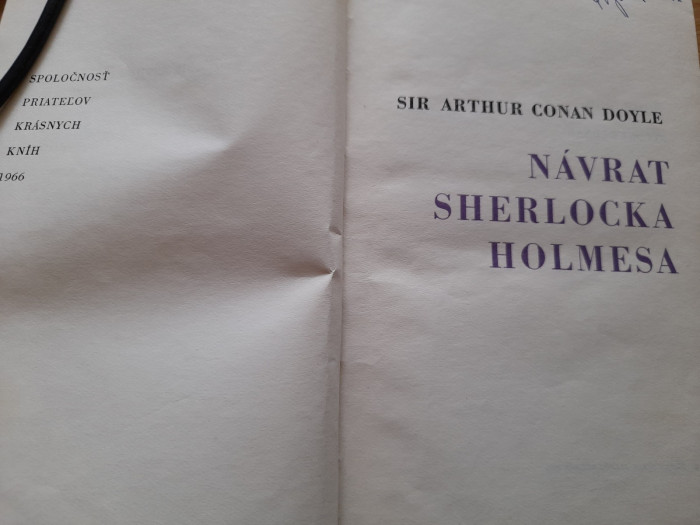 SPOLOČNOSŤ
PRIATEĽOV
KRÁSNYCH
KNÍH
1966
SIR ARTHUR CONAN DOYLE
NÁVRAT
SHERLOCKA
HOLMESA